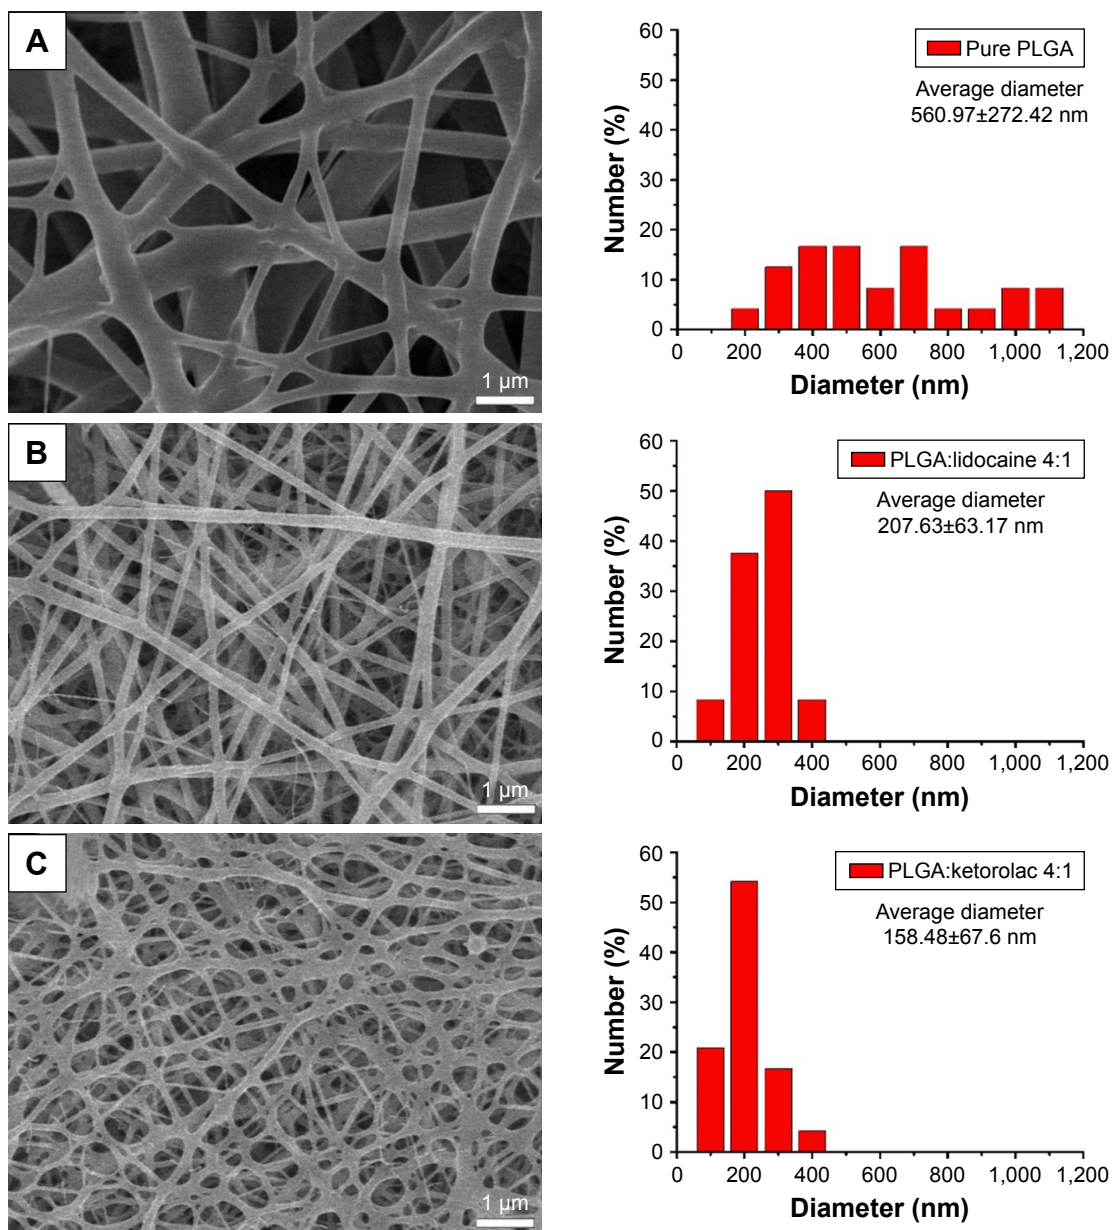 A
1 µm
60
50
40
30
20
10
0
Number (%)
Pure PLGA
Average diameter
560.97±272.42 nm
0 200 400 600 800 1,000 1,200
Diameter (nm)
B
1 µm
60
50
40
30
20
10
0
Number (%)
PLGA:lidocaine 4:1
Average diameter
207.63±63.17 nm
0 200 400 600 800 1,000 1,200
Diameter (nm)
C
1 µm
60
50
40
30
20
10
0
Number (%)
PLGA:ketorolac 4:1
Average diameter
158.48±67.6 nm
0 200 400 600 800 1,000 1,200
Diameter (nm)